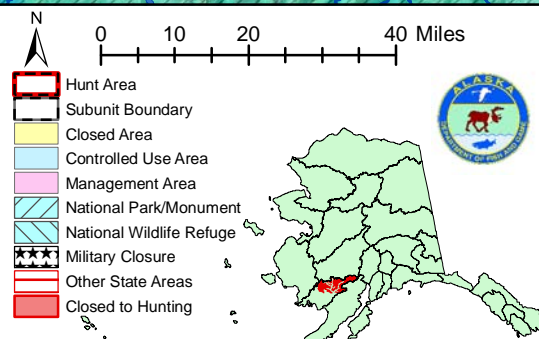 N
0 10 20 40 Miles
Hunt Area
Subunit Boundary
Closed Area
Controlled Use Area
Management Area
National Park/Monument
National Wildlife Refuge
Military Closure
Other State Areas
Closed to Hunting
ALASKA
DEPARTMENT OF FISH AND GAME